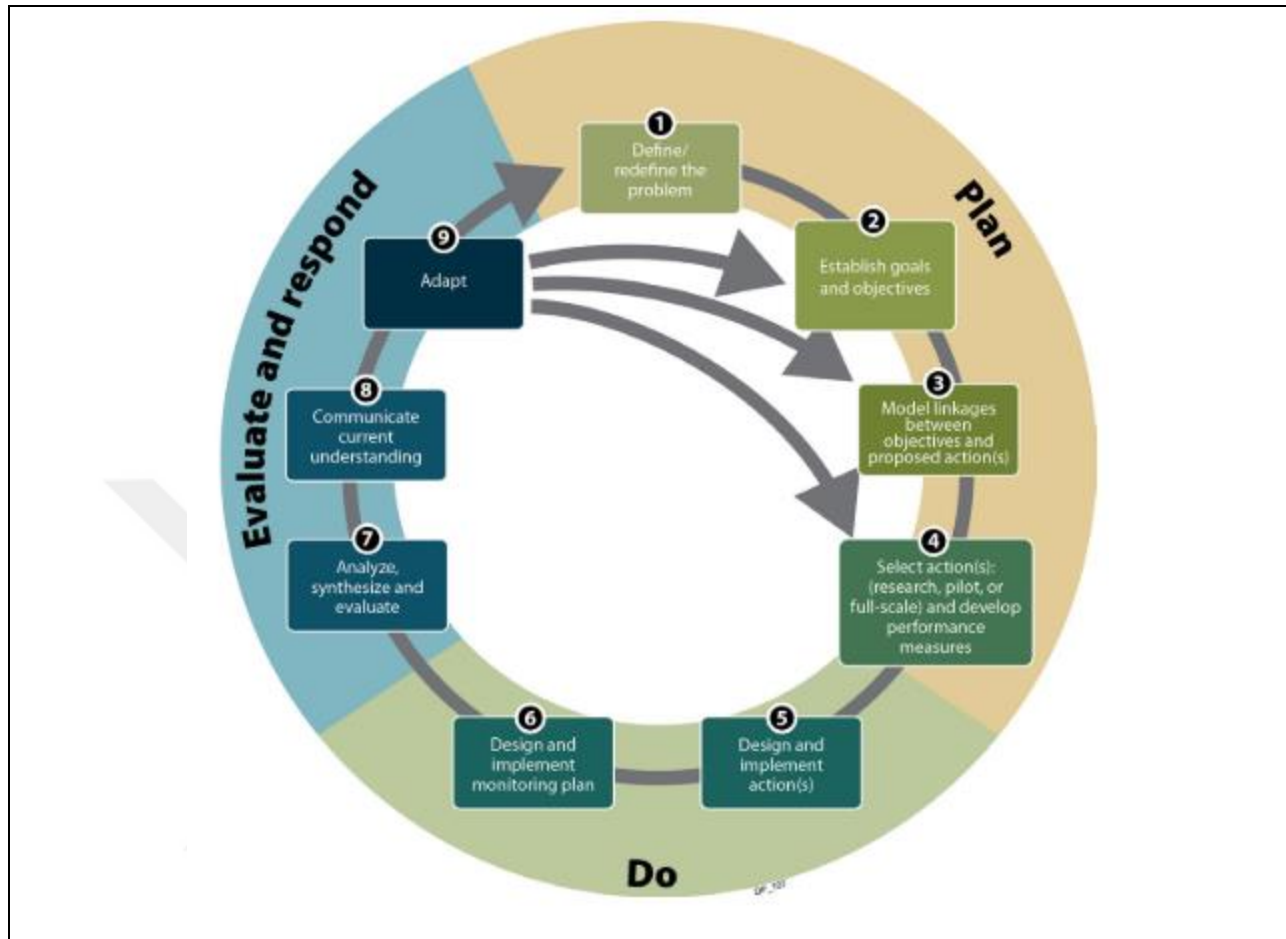 1
Define/
redefine the
problem
2
Establish goals
and objectives
3
Model linkages
between
objectives and
proposed action(s)
4
Select action(s):
(research, pilot, or
full-scale) and develop
performance
measures
5
Design and
implement
action(s)
6
Design and
implement
monitoring plan
7
Analyze,
synthesize and
evaluate
8
Communicate
current
understanding
9
Adapt
Plan
Do
Evaluate and respond